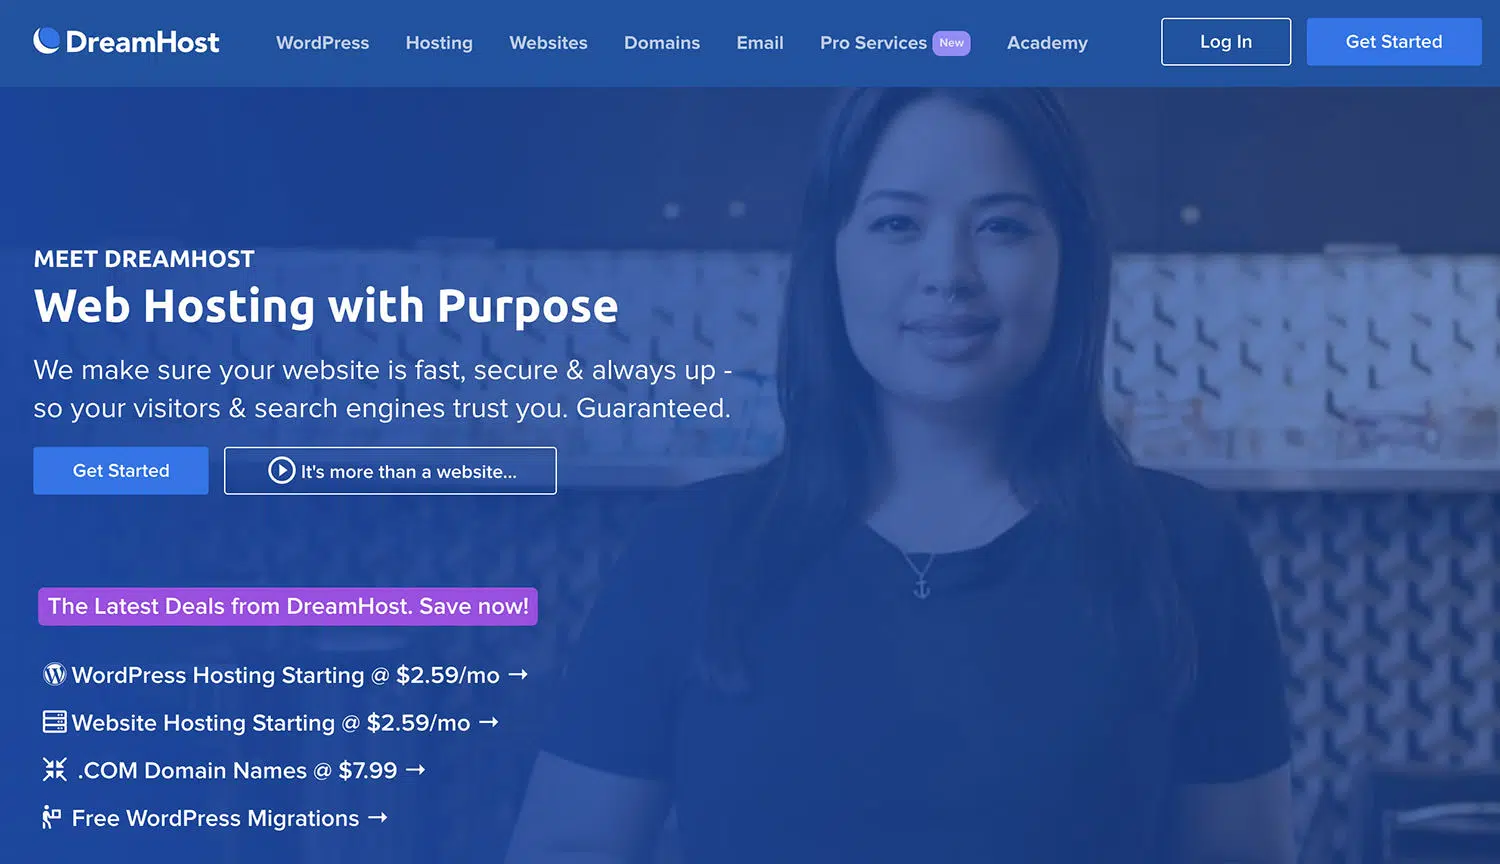 DreamHost
WordPress
Hosting
Websites
Domains
Email
Pro Services New
Academy
Log In
Get Started
MEET DREAMHOST
Web Hosting with Purpose
We make sure your website is fast, secure & always up -
so your visitors & search engines trust you. Guaranteed.
Get Started
It's more than a website...
The Latest Deals from DreamHost. Save now!
WordPress Hosting Starting @ $2.59/mo →
Website Hosting Starting @ $2.59/mo →
.COM Domain Names @ $7.99 →
Free WordPress Migrations →